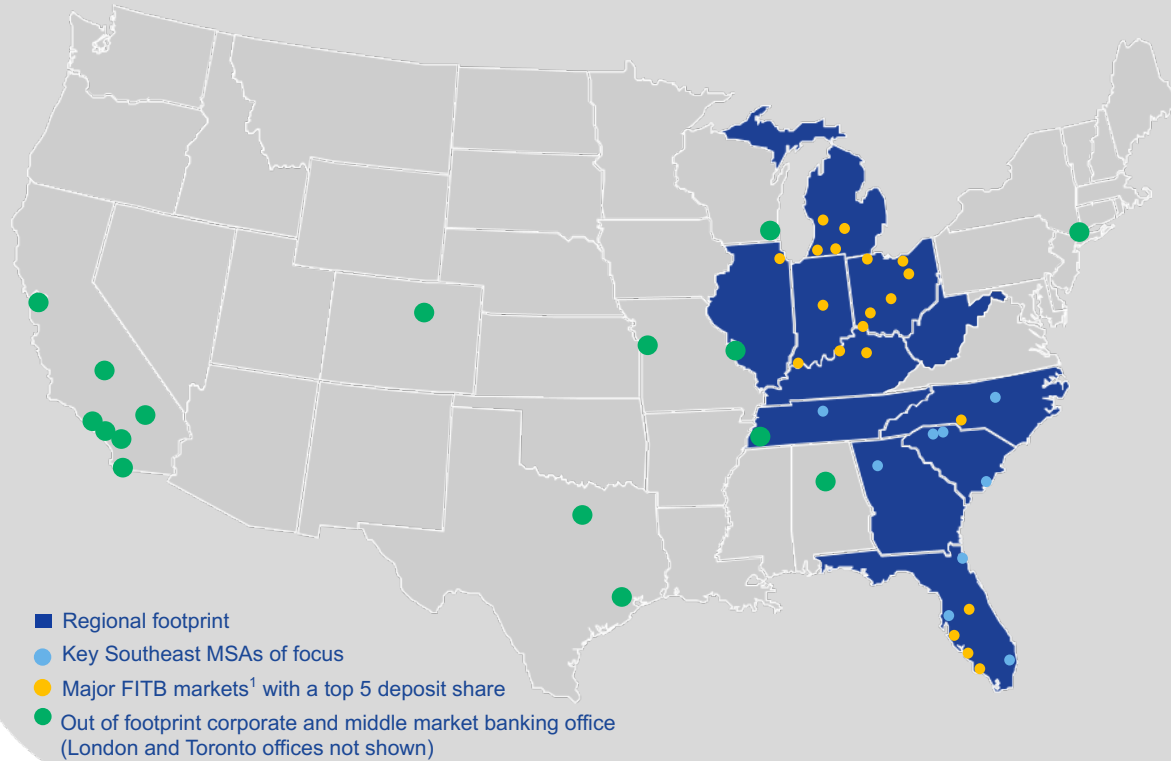 Regional footprint
Key Southeast MSAs of focus
Major FITB markets¹ with a top 5 deposit share
Out of footprint corporate and middle market banking office
(London and Toronto offices not shown)